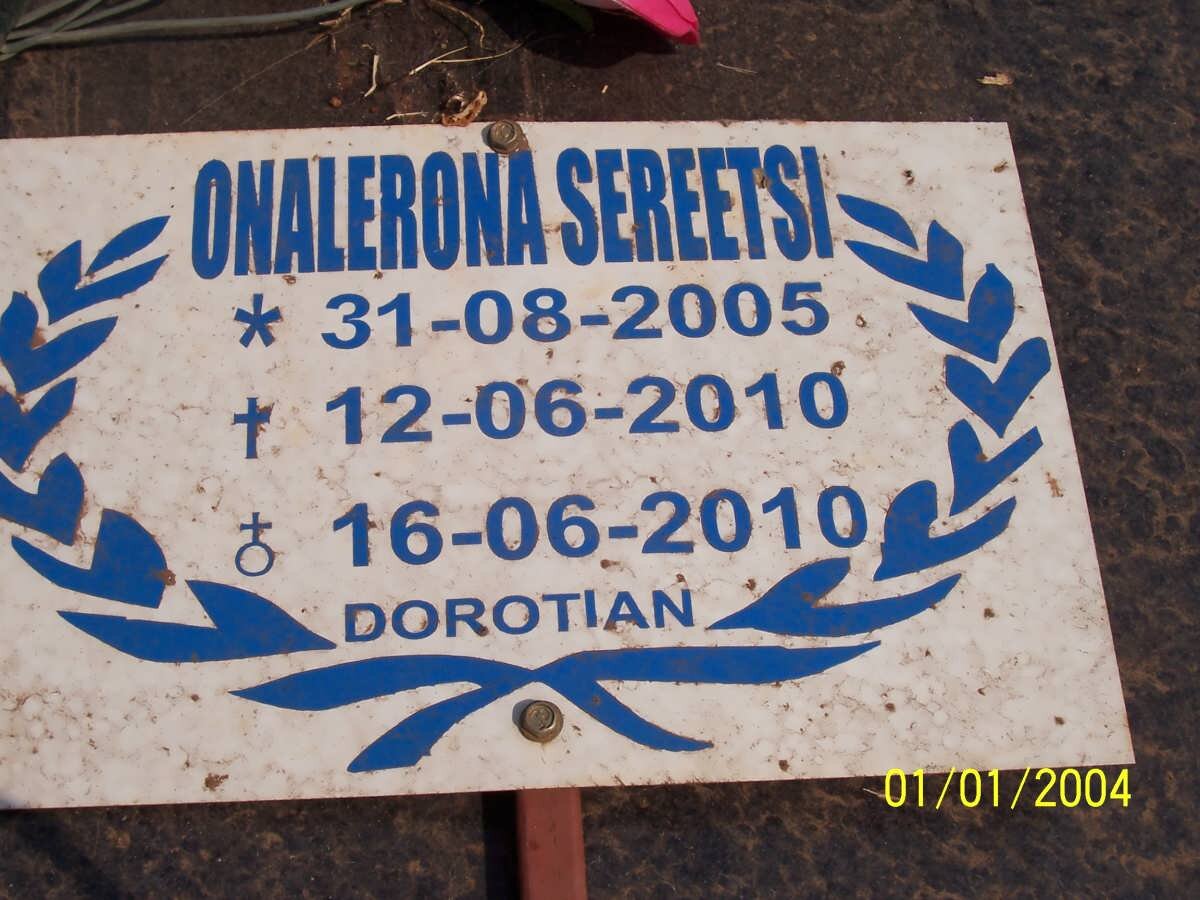 ONALERONA SEREETSI
* 31-08-2005
† 12-06-2010
♁ 16-06-2010
DOROTIAN
01/01/2004